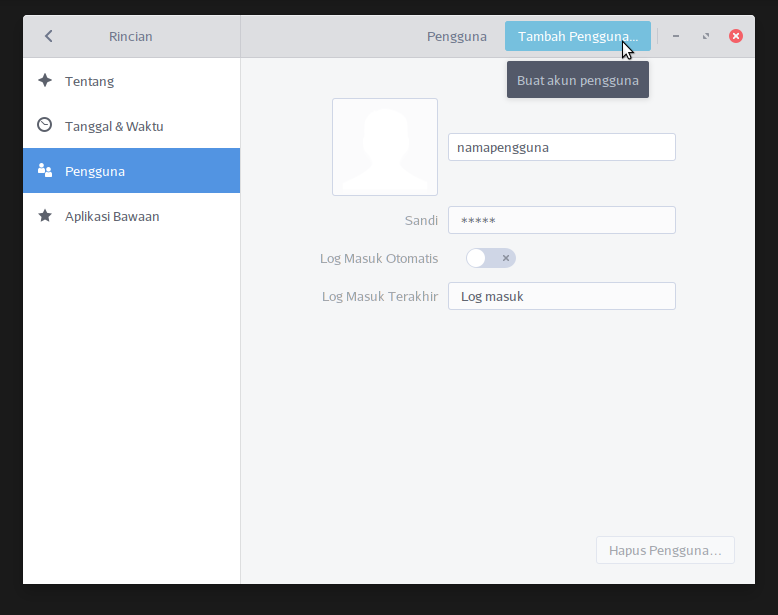 Rincian
Pengguna
Tambah Pengguna...
Buat akun pengguna
Tentang
Tanggal & Waktu
Pengguna
Aplikasi Bawaan
namapengguna
Sandi
*****
Log Masuk Otomatis
Log Masuk Terakhir
Log masuk
Hapus Pengguna...